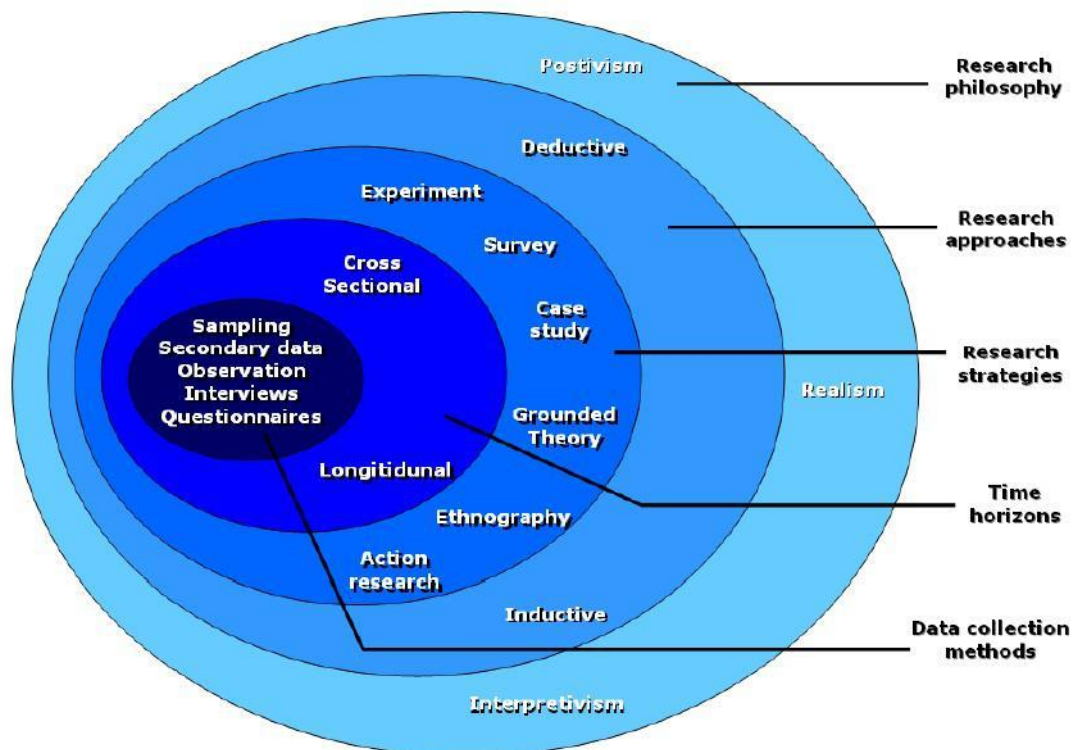 Postivism
Research
philosophy
Deductive
Experiment
Research
approaches
Survey
Cross
Sectional
Case
study
Sampling
Secondary data
Observation
Interviews
Questionnaires
Research
strategies
Realism
Grounded
Theory
Longitidunal
Time
horizons
Ethnography
Action
research
Inductive
Data collection
methods
Interpretivism